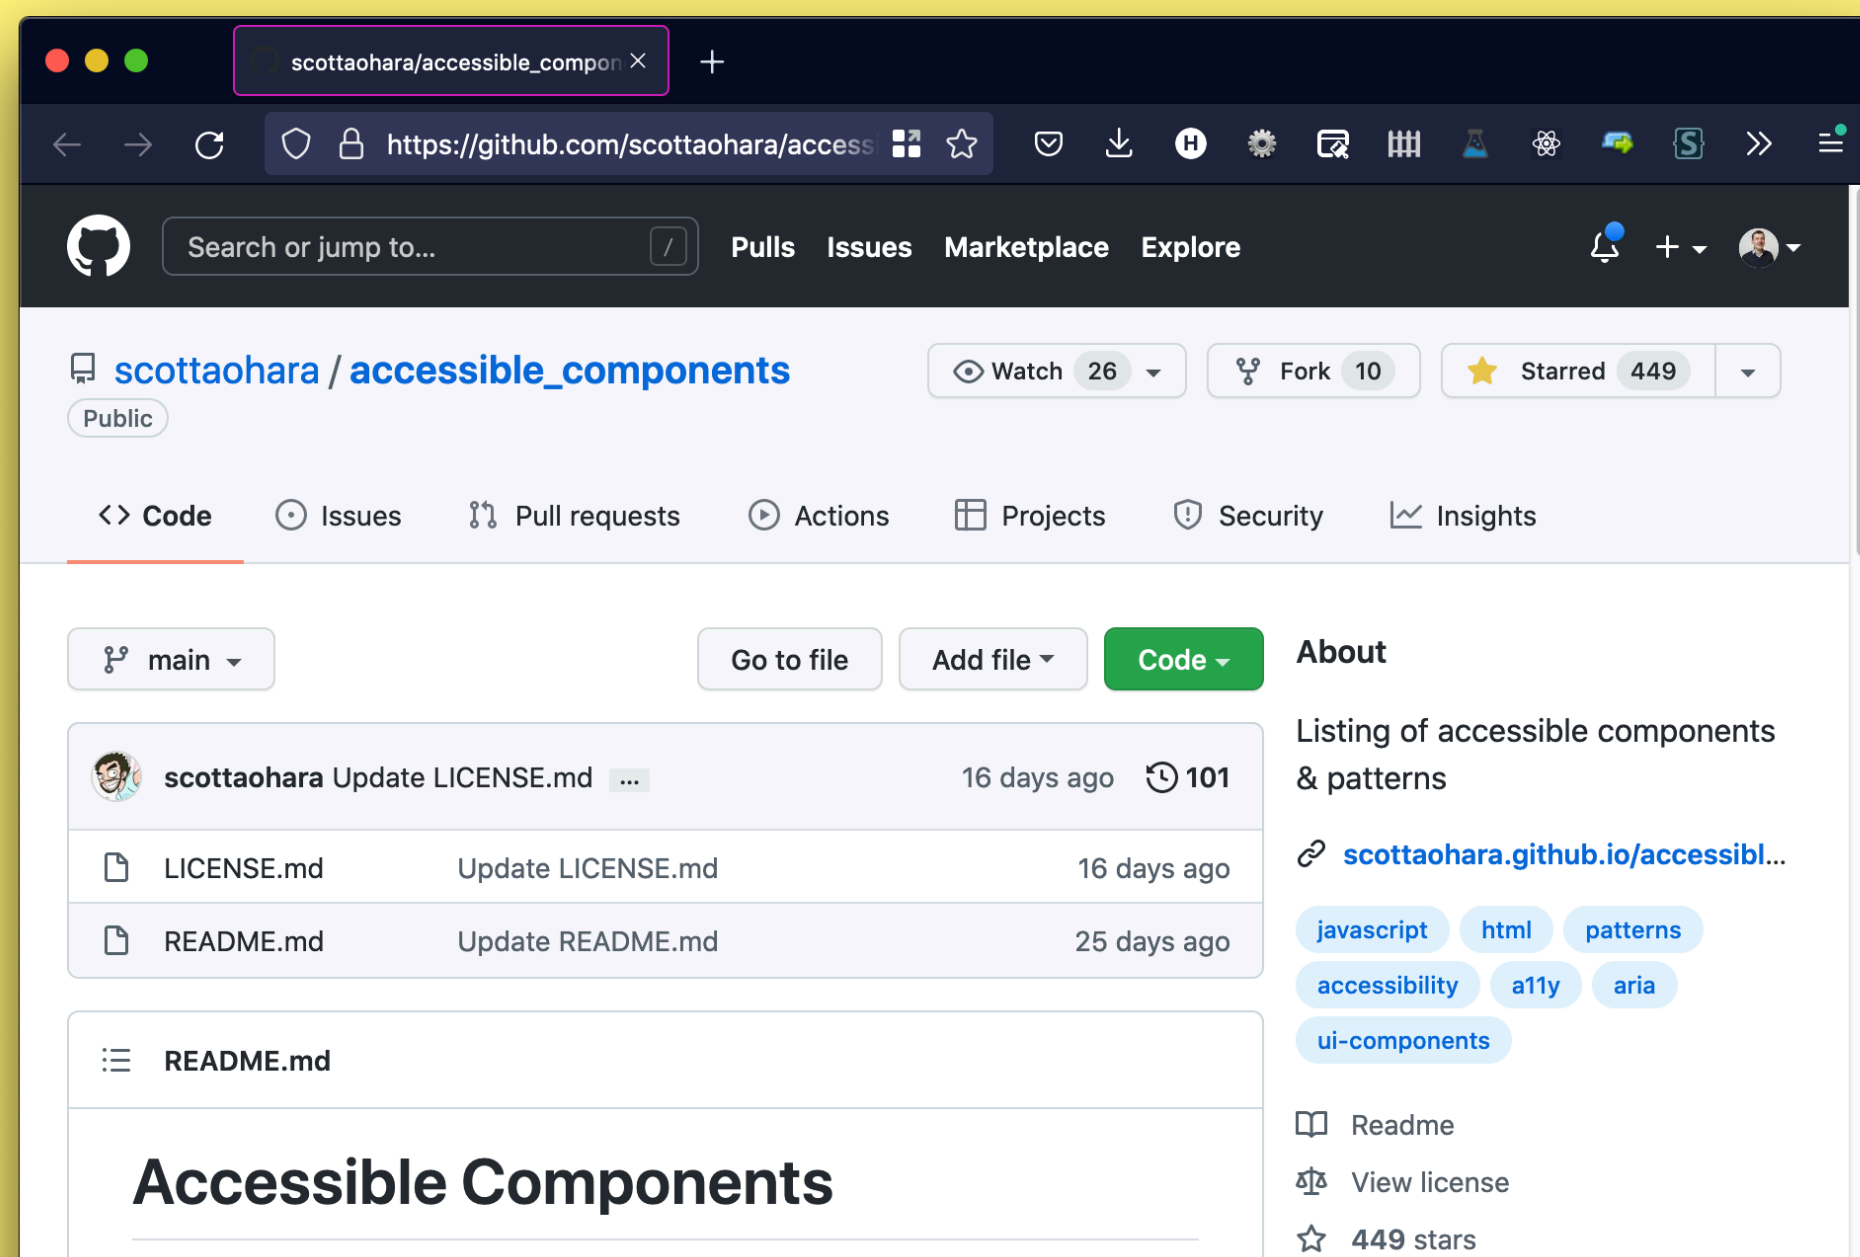 scottaohara/accessible_compon
https://github.com/scottaohara/access
Search or jump to... /
Pulls Issues Marketplace Explore
scottaohara / accessible_components
Public
Watch 26
Fork 10
Starred 449
Code Issues Pull requests Actions Projects Security Insights
main
Go to file
Add file
Code
scottaohara Update LICENSE.md ... 16 days ago 101
LICENSE.md Update LICENSE.md 16 days ago
README.md Update README.md 25 days ago
README.md
Accessible Components
About
Listing of accessible components
& patterns
scottaohara.github.io/accessibl...
javascript html patterns
accessibility a11y aria
ui-components
Readme
View license
449 stars